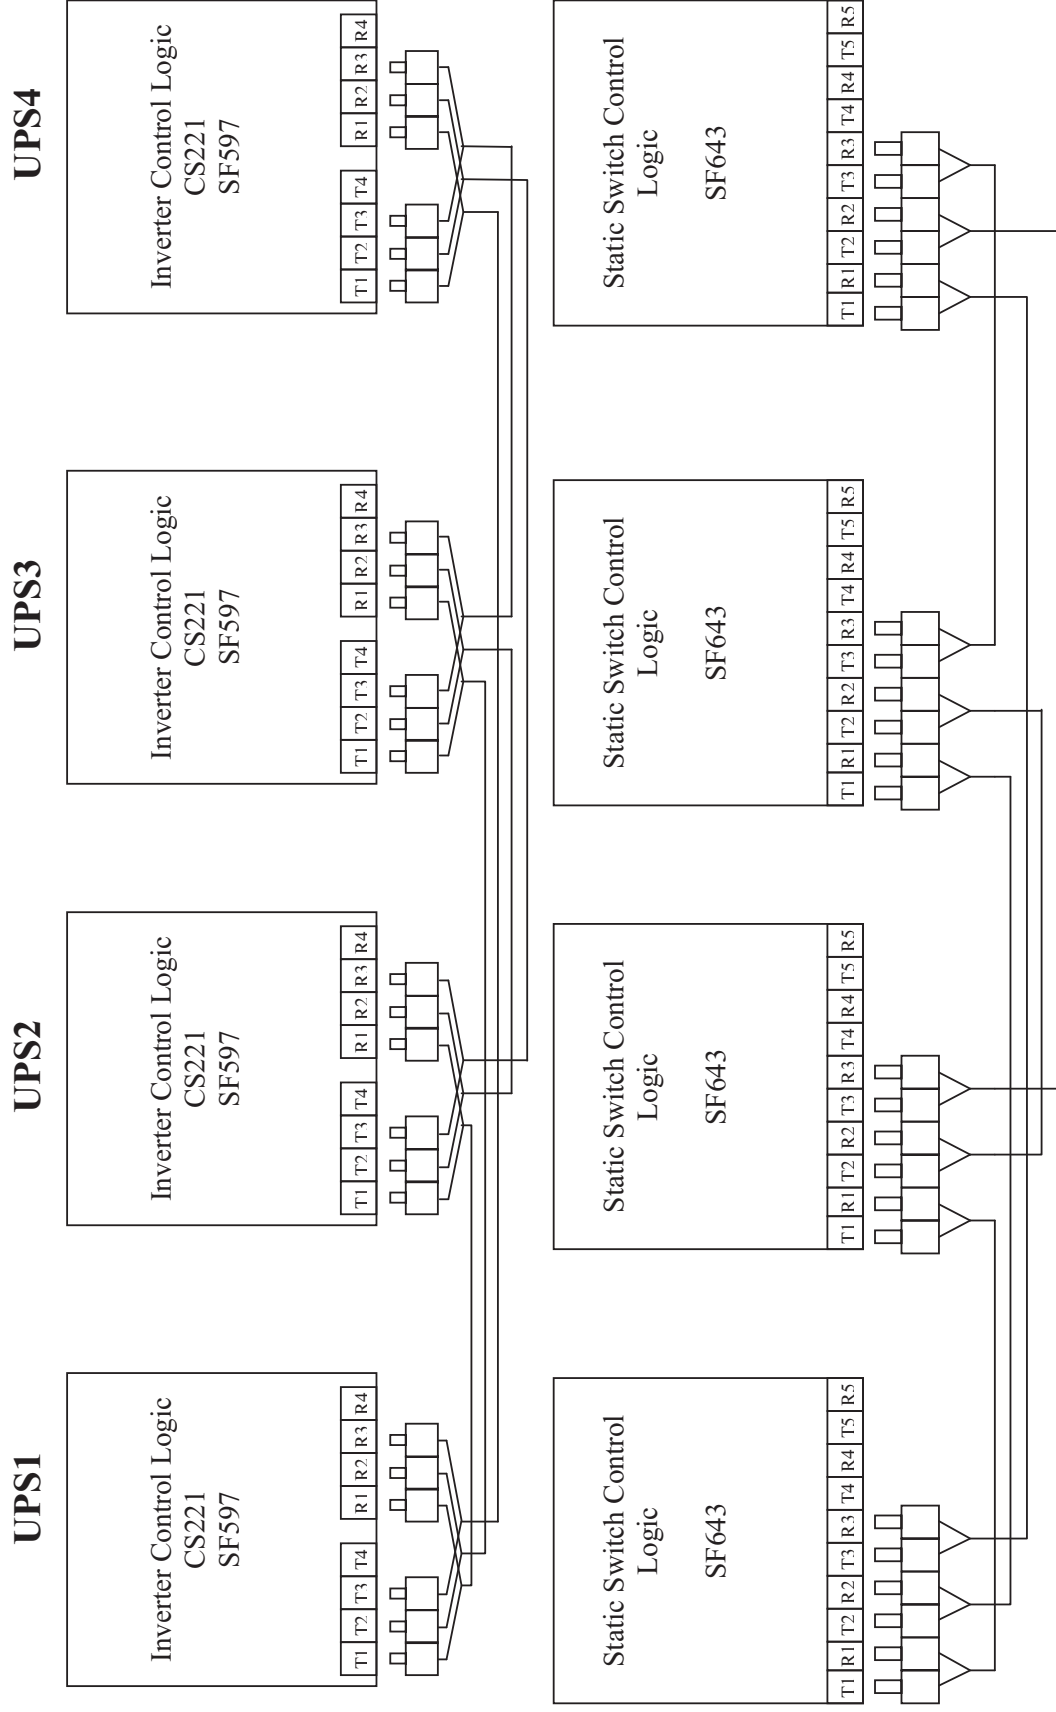 UPS1
UPS2
UPS3
UPS4
Inverter Control Logic
CS221
SF597
T1 T2 T3 T4 R1 R2 R3 R4
Inverter Control Logic
CS221
SF597
T1 T2 T3 T4 R1 R2 R3 R4
Inverter Control Logic
CS221
SF597
T1 T2 T3 T4 R1 R2 R3 R4
Inverter Control Logic
CS221
SF597
T1 T2 T3 T4 R1 R2 R3 R4
Static Switch Control
Logic
SF643
T1 R1 T2 R2 T3 R3 T4 R4 T5 R5
Static Switch Control
Logic
SF643
T1 R1 T2 R2 T3 R3 T4 R4 T5 R5
Static Switch Control
Logic
SF643
T1 R1 T2 R2 T3 R3 T4 R4 T5 R5
Static Switch Control
Logic
SF643
T1 R1 T2 R2 T3 R3 T4 R4 T5 R5